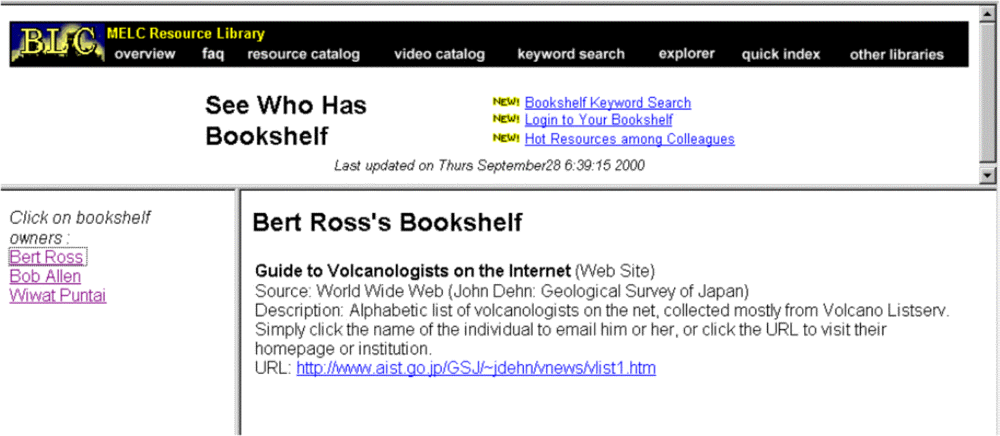 BLC
MELC Resource Library
overview faq resource catalog video catalog keyword search explorer quick index other libraries
See Who Has
Bookshelf
NEW! Bookshelf Keyword Search
NEW! Login to Your Bookshelf
NEW! Hot Resources among Colleagues
Last updated on Thurs September28 6:39:15 2000
Click on bookshelf
owners :
Bert Ross
Bob Allen
Wiwat Puntai
Bert Ross's Bookshelf
Guide to Volcanologists on the Internet (Web Site)
Source: World Wide Web (John Dehn: Geological Survey of Japan)
Description: Alphabetic list of volcanologists on the net, collected mostly from Volcano Listserv.
Simply click the name of the individual to email him or her, or click the URL to visit their
homepage or institution.
URL: http://www.aist.go.jp/GSJ/~jdehn/vnews/vlist1.htm